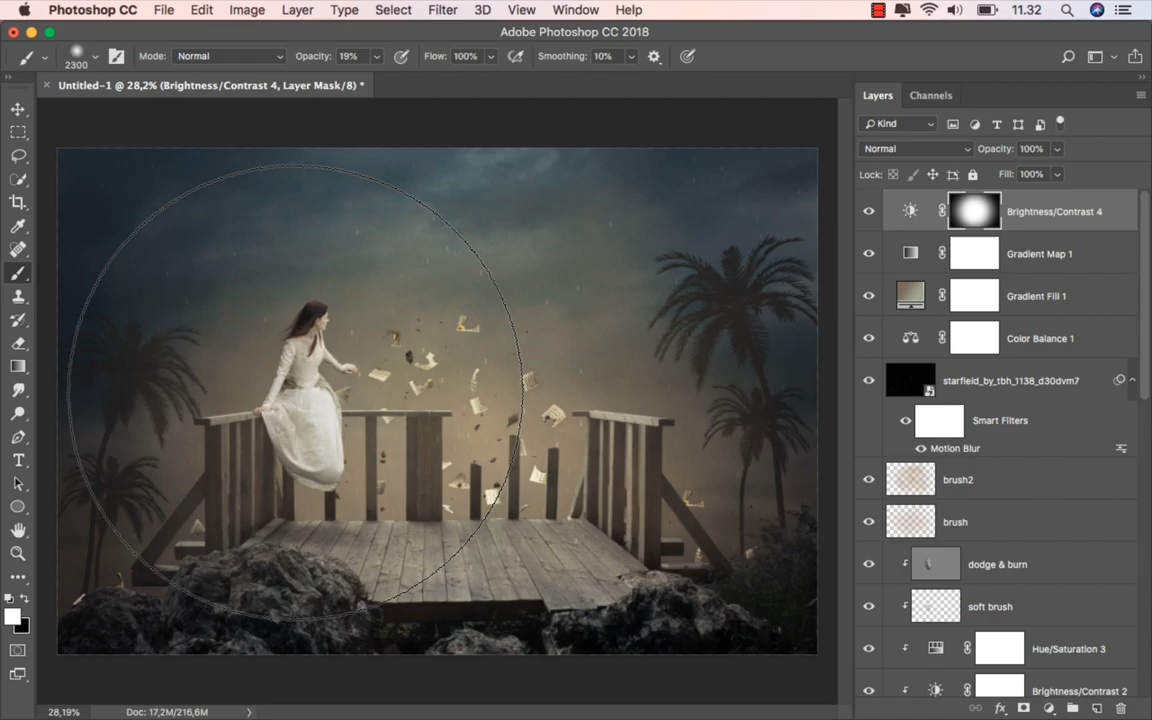 Photoshop CC File Edit Image Layer Type Select Filter 3D View Window Help 11.32
Adobe Photoshop CC 2018
2300 Mode: Normal Opacity: 19% Flow: 100% Smoothing: 10%
Untitled-1 @ 28,2% (Brightness/Contrast 4, Layer Mask/8) *
Layers Channels
Kind
Normal Opacity: 100%
Lock: Fill: 100%
Brightness/Contrast 4
Gradient Map 1
Gradient Fill 1
Color Balance 1
starfield_by_tbh_1138_d30dvm7
Smart Filters
Motion Blur
brush2
brush
dodge & burn
soft brush
Hue/Saturation 3
Brightness/Contrast 2
28,19% Doc: 17,2M/216,6M